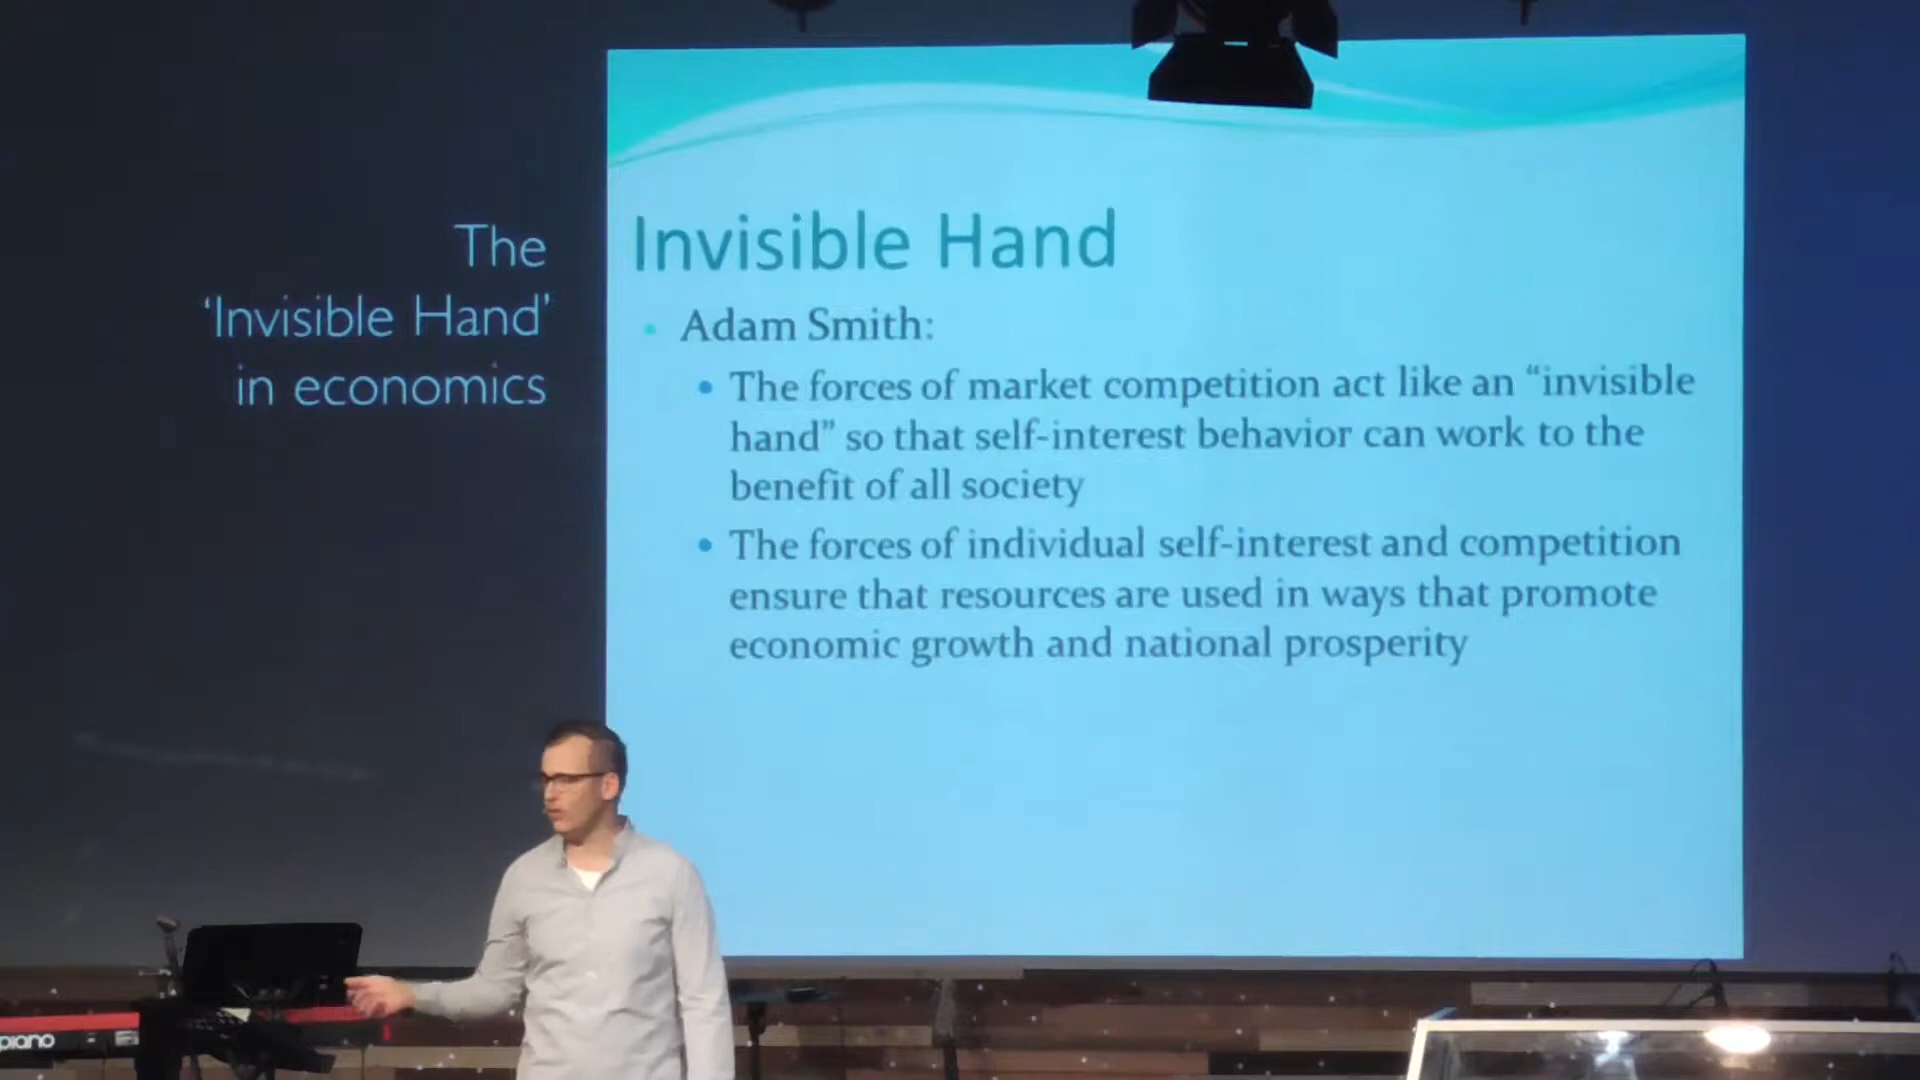 The
‘Invisible Hand’
in economics
Invisible Hand
• Adam Smith:
• The forces of market competition act like an “invisible
hand” so that self-interest behavior can work to the
benefit of all society
• The forces of individual self-interest and competition
ensure that resources are used in ways that promote
economic growth and national prosperity
piano